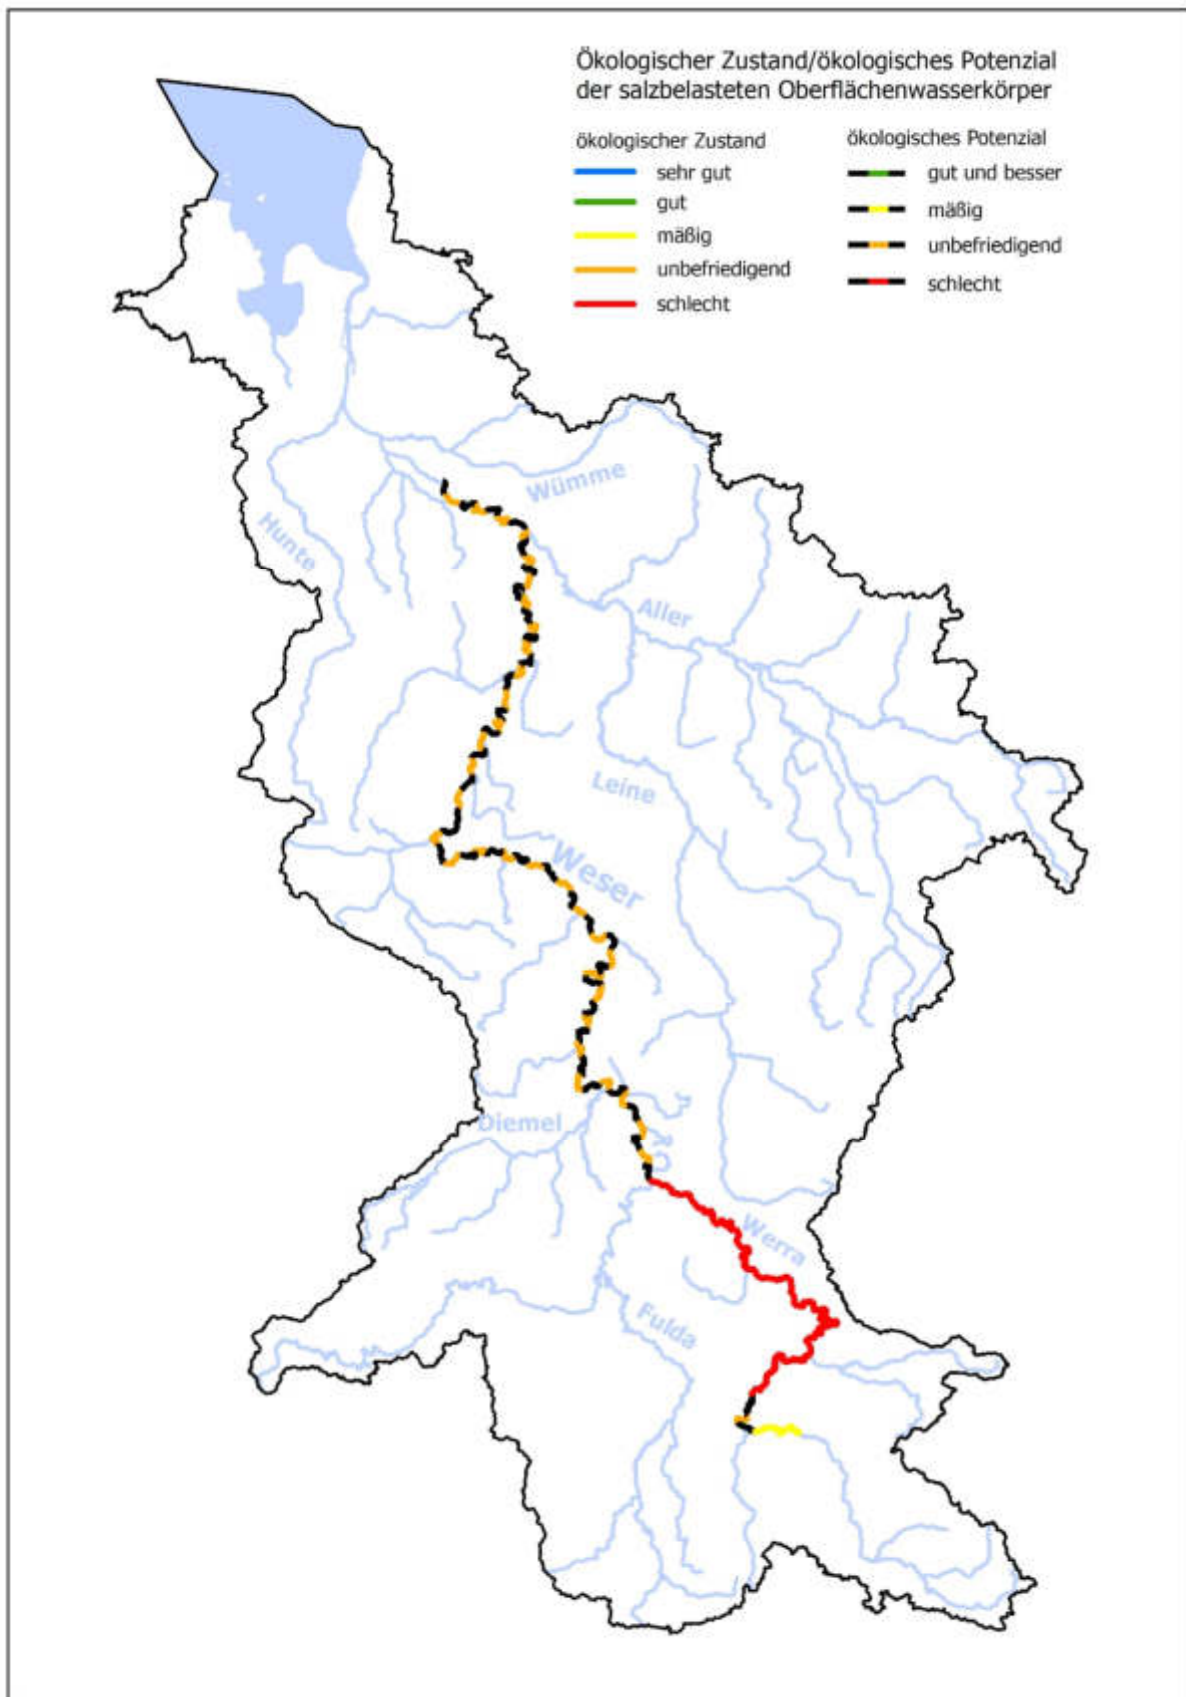 Ökologischer Zustand/ökologisches Potenzial
der salzbelasteten Oberflächenwasserkörper
ökologischer Zustand
sehr gut
gut
mäßig
unbefriedigend
schlecht
ökologisches Potenzial
gut und besser
mäßig
unbefriedigend
schlecht
Wümme
Hunte
Aller
Leine
Weser
Diemel
Werra
Fulda